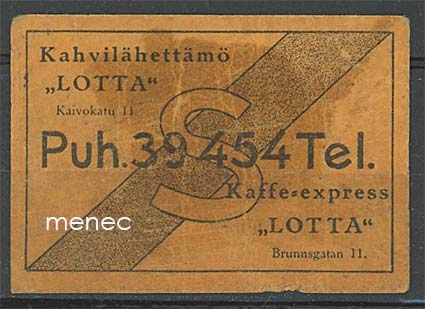 Kahvilähettämö
„LOTTA“
Kaivokatu 11
S
Puh. 39 454 Tel.
Kaffe=express
„LOTTA“
Brunnsgatan 11.
menec